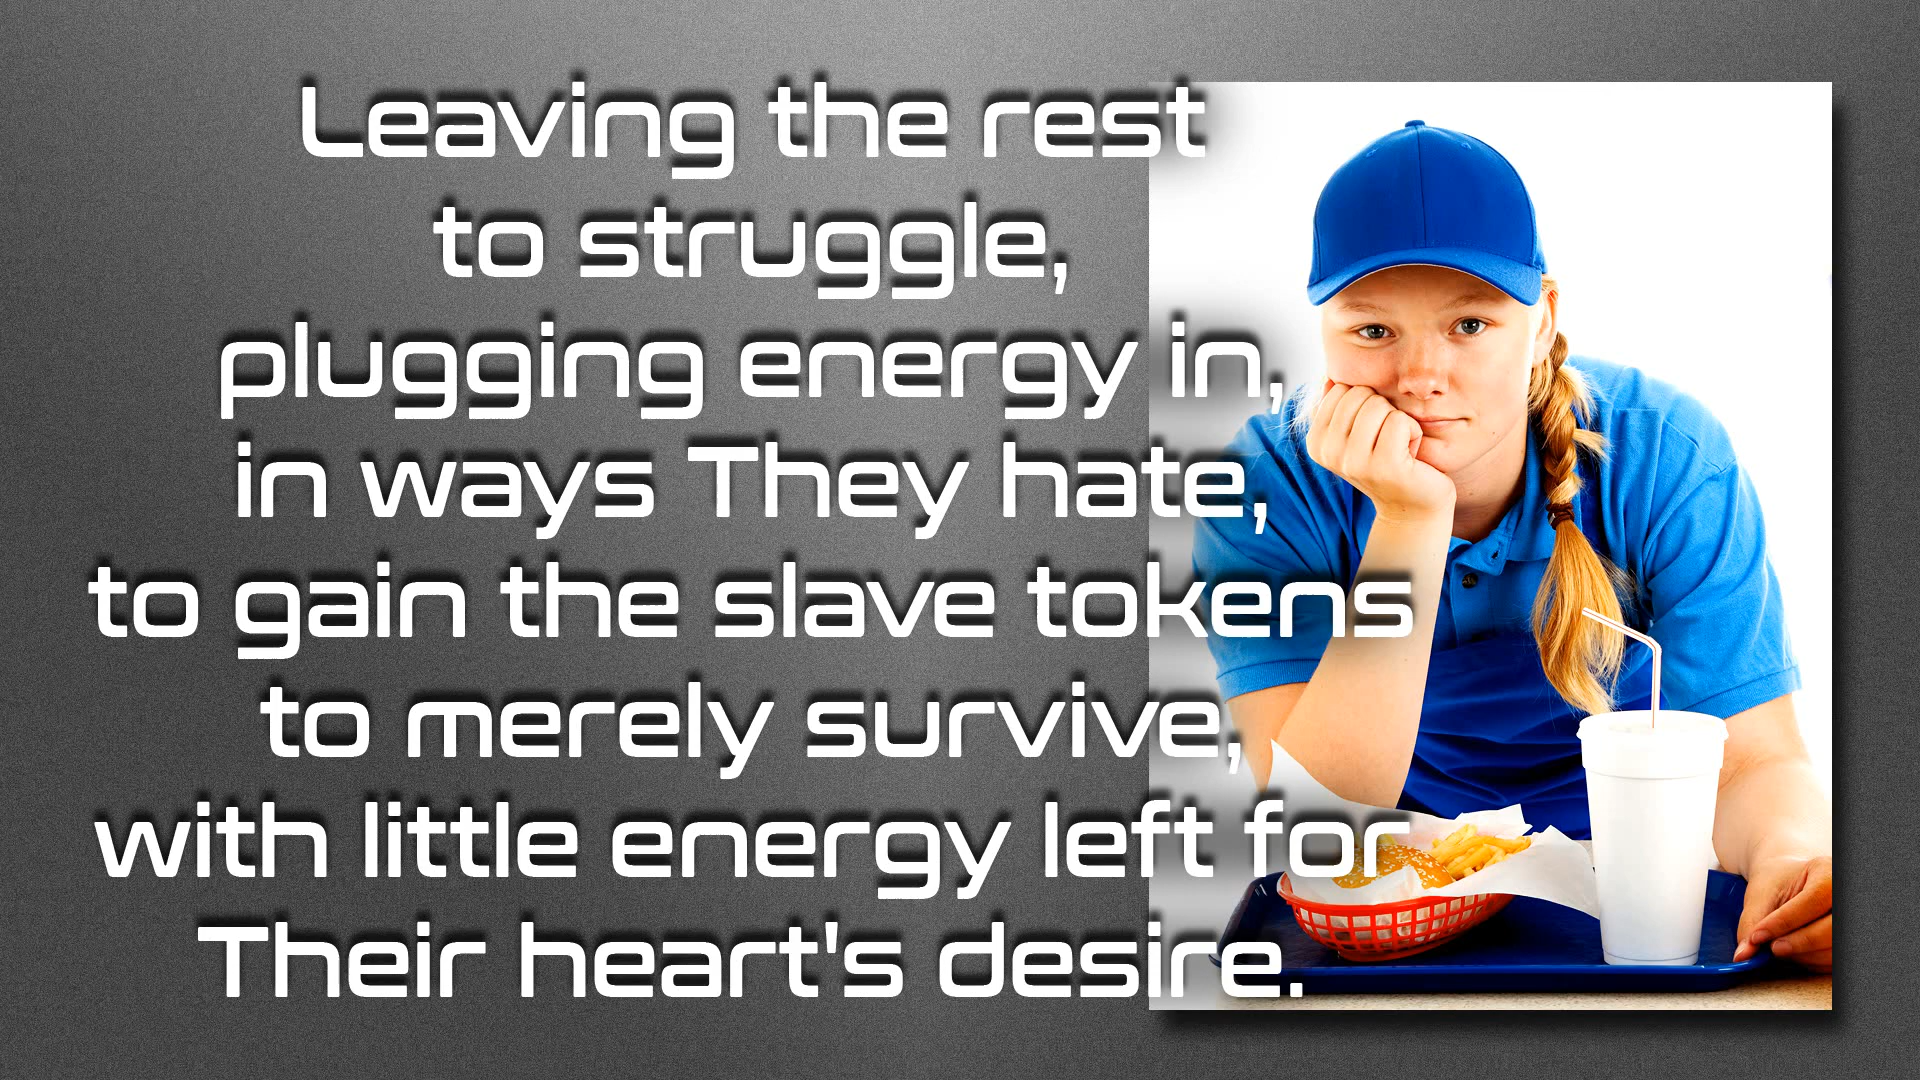 Leaving the rest
to struggle,
plugging energy in,
in ways They hate,
to gain the slave tokens
to merely survive,
with little energy left for
Their heart's desire.